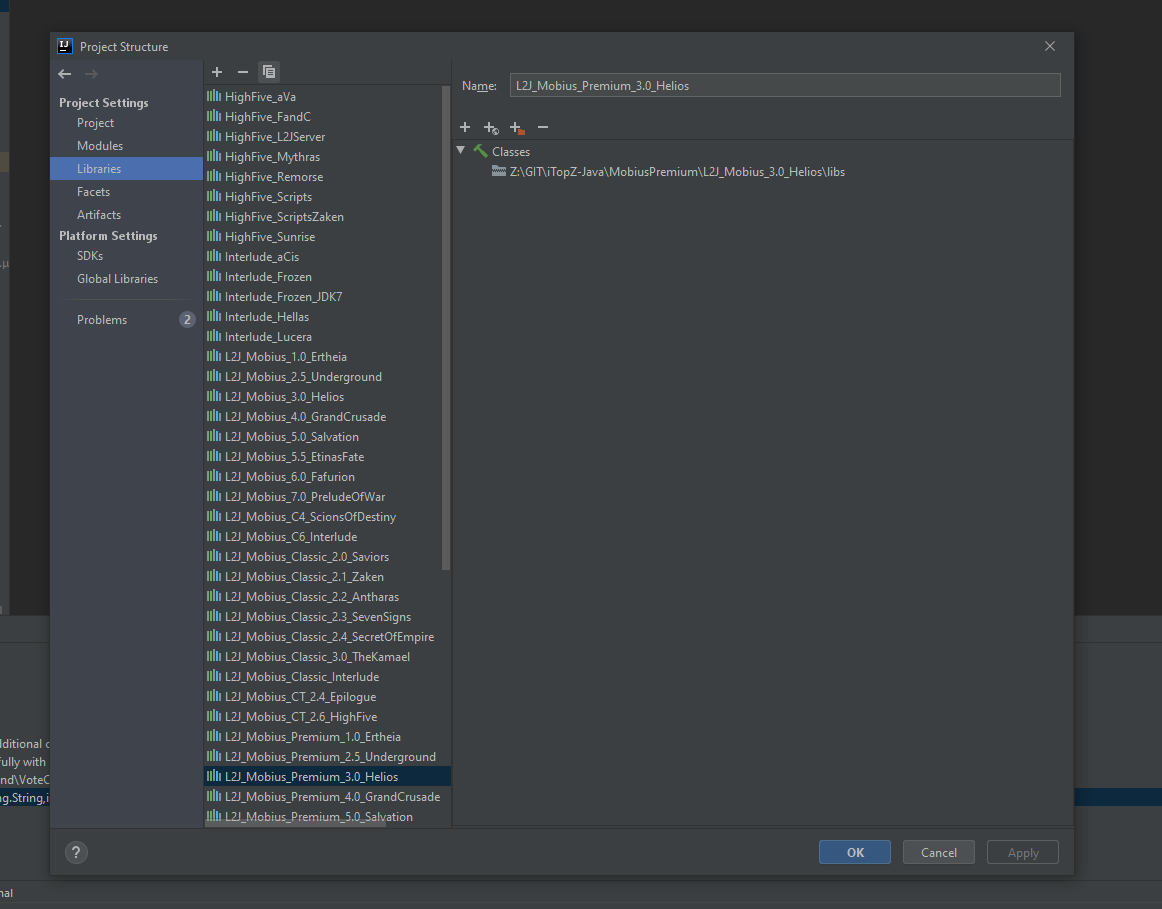 Project Structure
Project Settings
Project
Modules
Libraries
Facets
Artifacts
Platform Settings
SDKs
Global Libraries
Problems
2
HighFive_aVa
HighFive_FandC
HighFive_L2JServer
HighFive_Mythras
HighFive_Remorse
HighFive_Scripts
HighFive_ScriptsZaken
HighFive_Sunrise
Interlude_aCis
Interlude_Frozen
Interlude_Frozen_JDK7
Interlude_Hellas
Interlude_Lucera
L2J_Mobius_1.0_Ertheia
L2J_Mobius_2.5_Underground
L2J_Mobius_3.0_Helios
L2J_Mobius_4.0_GrandCrusade
L2J_Mobius_5.0_Salvation
L2J_Mobius_5.5_EtinasFate
L2J_Mobius_6.0_Fafurion
L2J_Mobius_7.0_PreludeOfWar
L2J_Mobius_C4_ScionsOfDestiny
L2J_Mobius_C6_Interlude
L2J_Mobius_Classic_2.0_Saviors
L2J_Mobius_Classic_2.1_Zaken
L2J_Mobius_Classic_2.2_Antharas
L2J_Mobius_Classic_2.3_SevenSigns
L2J_Mobius_Classic_2.4_SecretOfEmpire
L2J_Mobius_Classic_3.0_TheKamael
L2J_Mobius_Classic_Interlude
L2J_Mobius_CT_2.4_Epilogue
L2J_Mobius_CT_2.6_HighFive
L2J_Mobius_Premium_1.0_Ertheia
L2J_Mobius_Premium_2.5_Underground
L2J_Mobius_Premium_3.0_Helios
L2J_Mobius_Premium_4.0_GrandCrusade
L2J_Mobius_Premium_5.0_Salvation
Name: L2J_Mobius_Premium_3.0_Helios
Classes
Z:\GIT\iTopZ-Java\MobiusPremium\L2J_Mobius_3.0_Helios\libs
?
OK
Cancel
Apply
.µ
lditional c
fully with
nd\VoteC
ng.String,i
nal